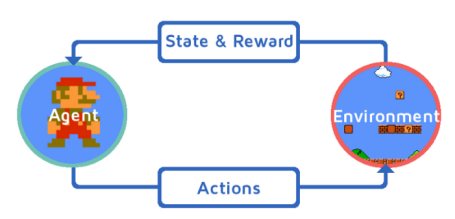 State & Reward
Agent
Environment
Actions